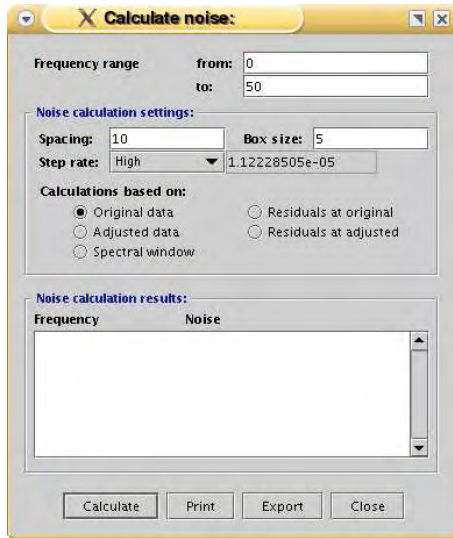 Calculate noise:
Frequency range from: 0
to: 50
Noise calculation settings:
Spacing: 10 Box size: 5
Step rate: High 1.12228505e-05
Calculations based on:
Original data Residuals at original
Adjusted data Residuals at adjusted
Spectral window
Noise calculation results:
Frequency Noise
Calculate Print Export Close